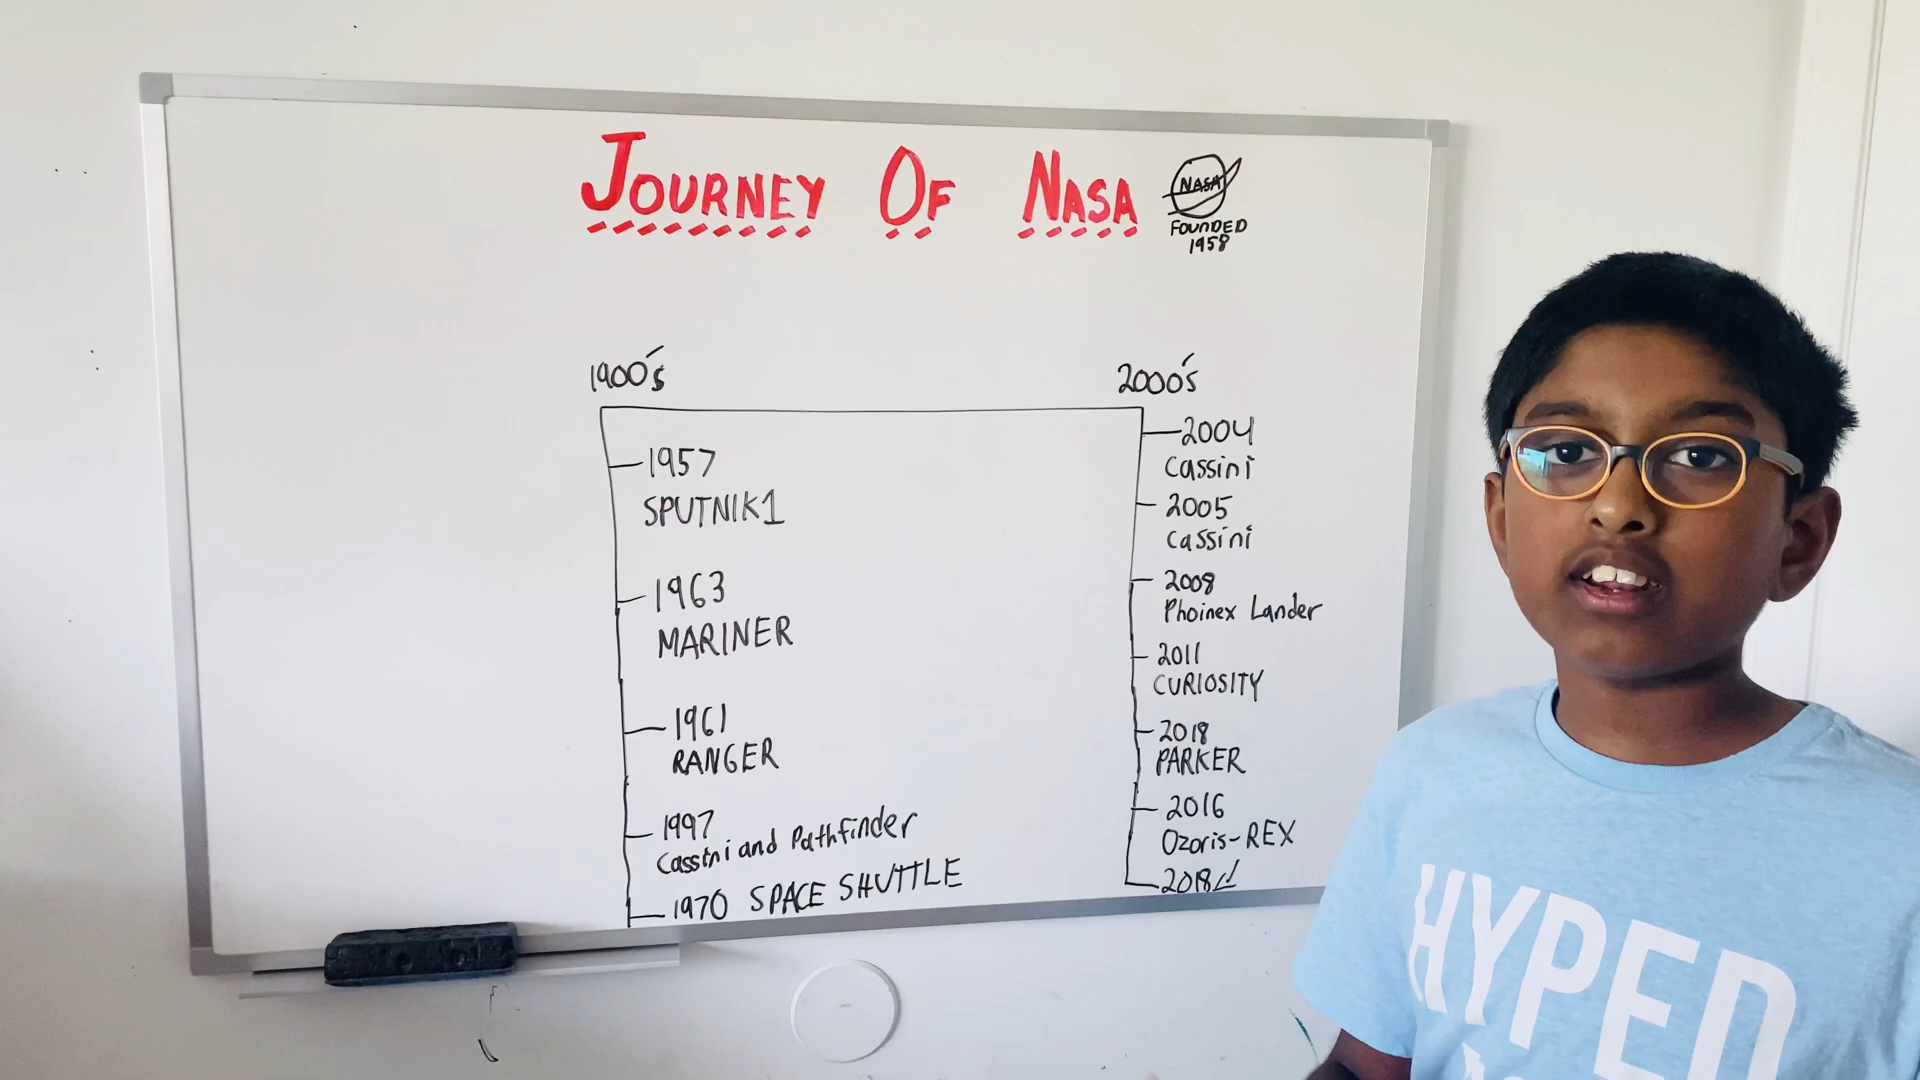 JOURNEY OF NASA
NASA
FOUNDED
1958
1900's
1957
SPUTNIK1
1963
MARINER
1961
RANGER
1997
Cassini and Pathfinder
1970 SPACE SHUTTLE
2000's
2004
Cassini
2005
Cassini
2008
Phoinex Lander
2011
CURIOSITY
2018
PARKER
2016
Ozoris-REX
2018
HYPED